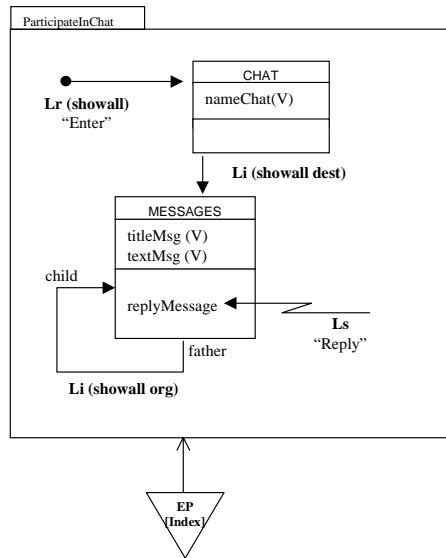 ParticipateInChat
CHAT
nameChat(V)
Lr (showall)
“Enter”
Li (showall dest)
MESSAGES
titleMsg (V)
textMsg (V)
child
replyMessage
Ls
“Reply”
father
Li (showall org)
EP
[Index]